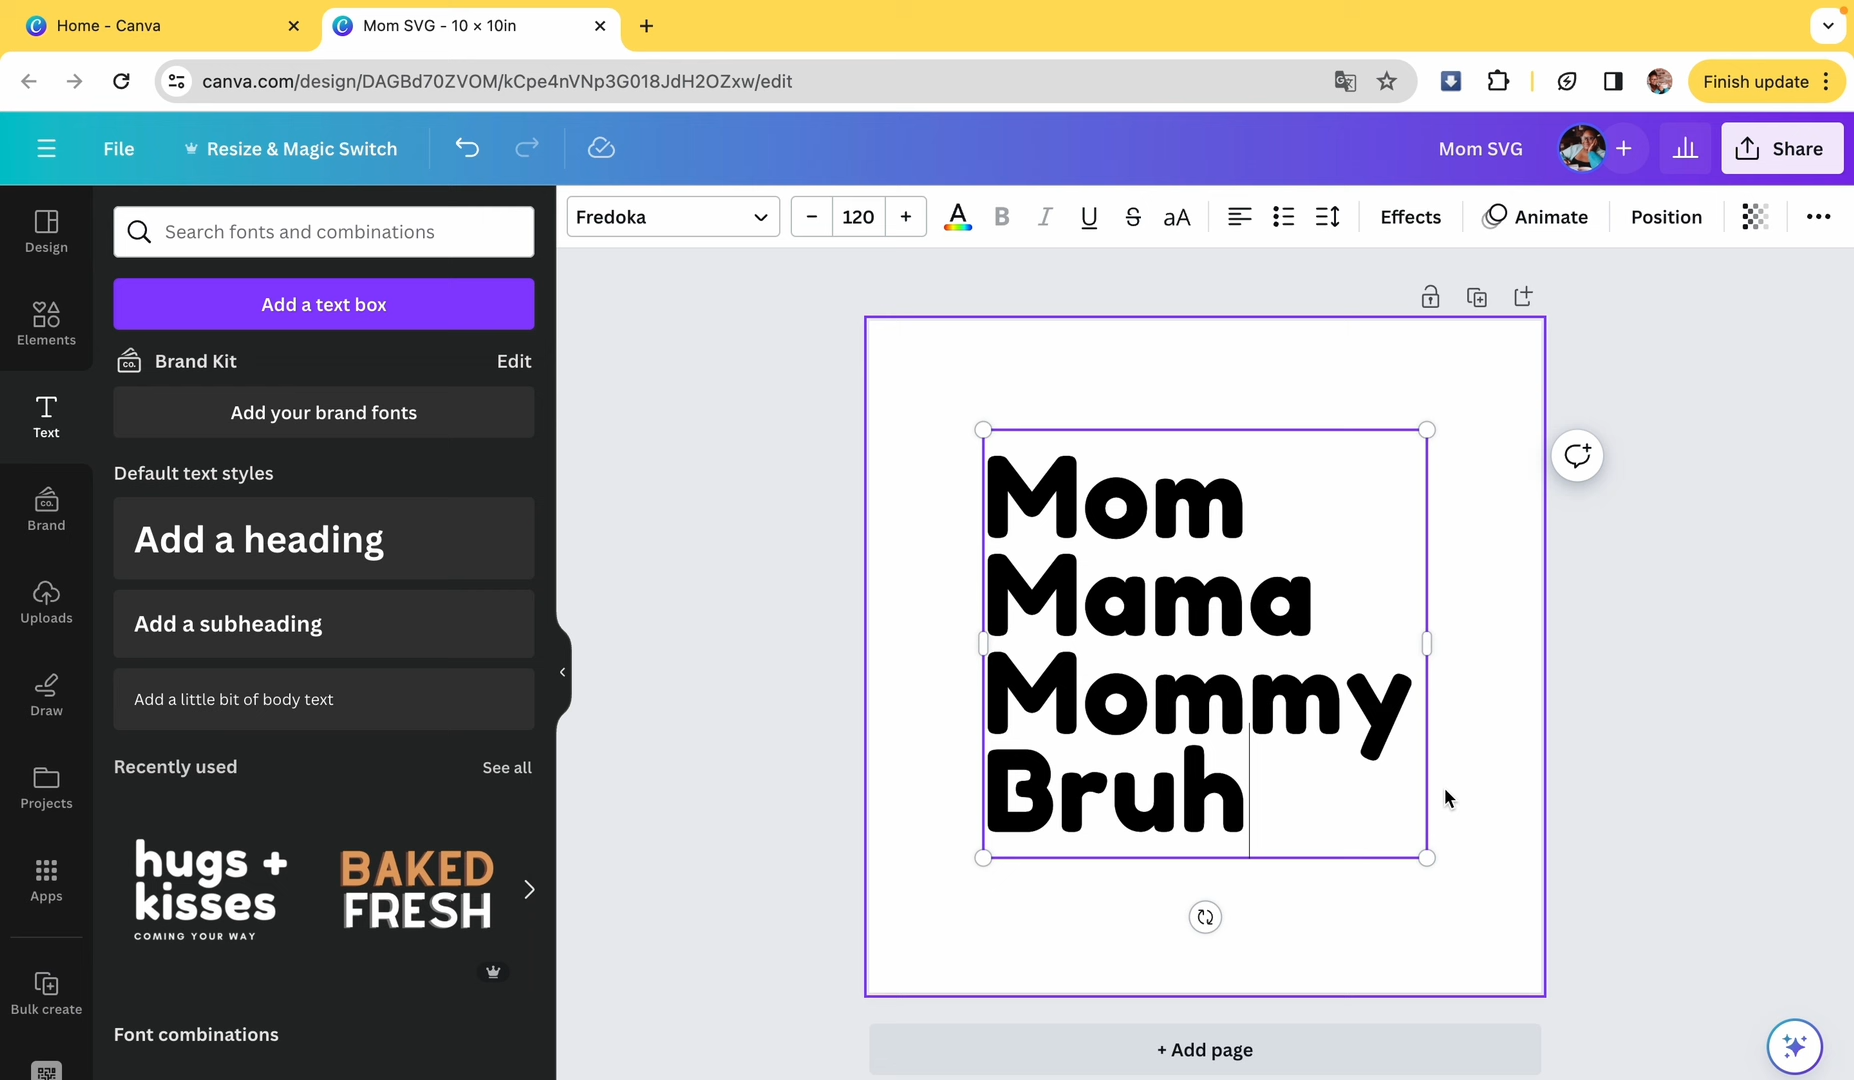 Home - Canva
Mom SVG - 10 × 10in
canva.com/design/DAGBd70ZVOM/kCpe4nVNp3G018JdH2OZxw/edit
Finish update
File
Resize & Magic Switch
Mom SVG
Share
Design
Elements
Text
Brand
Uploads
Draw
Projects
Apps
Bulk create
Search fonts and combinations
Add a text box
co.
Brand Kit
Edit
Add your brand fonts
Default text styles
Add a heading
Add a subheading
Add a little bit of body text
Recently used
See all
hugs +
kisses
COMING YOUR WAY
BAKED
FRESH
Font combinations
Fredoka
- 120 +
A B I U S aA
Effects
Animate
Position
Mom
Mama
Mommy
Bruh
+ Add page